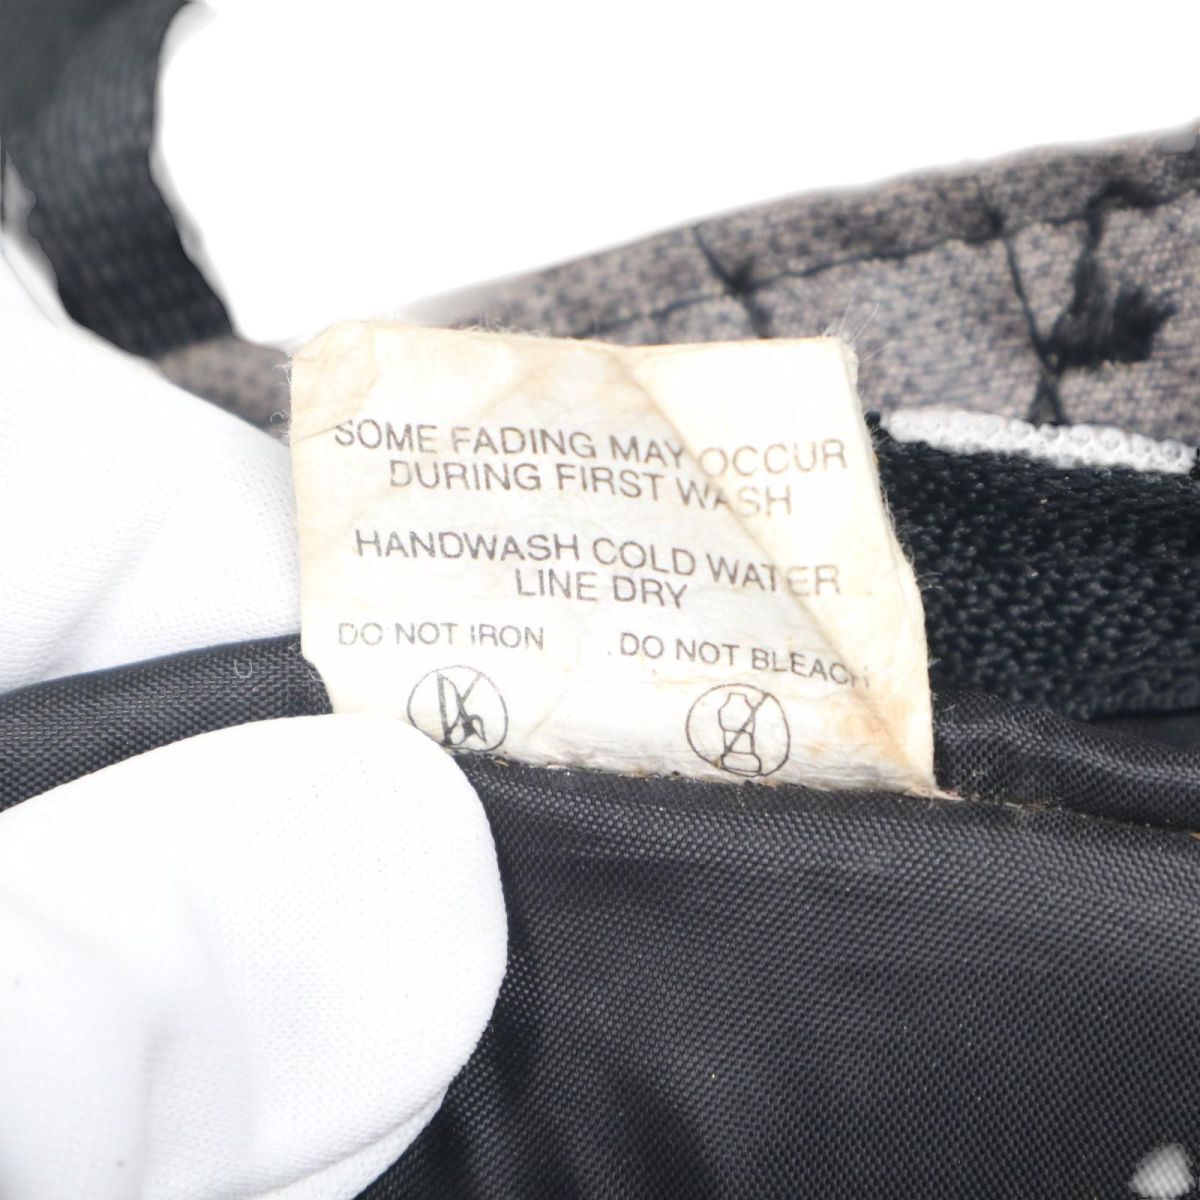 SOME FADING MAY OCCUR
DURING FIRST WASH
HANDWASH COLD WATER
LINE DRY
DO NOT IRON DO NOT BLEACH